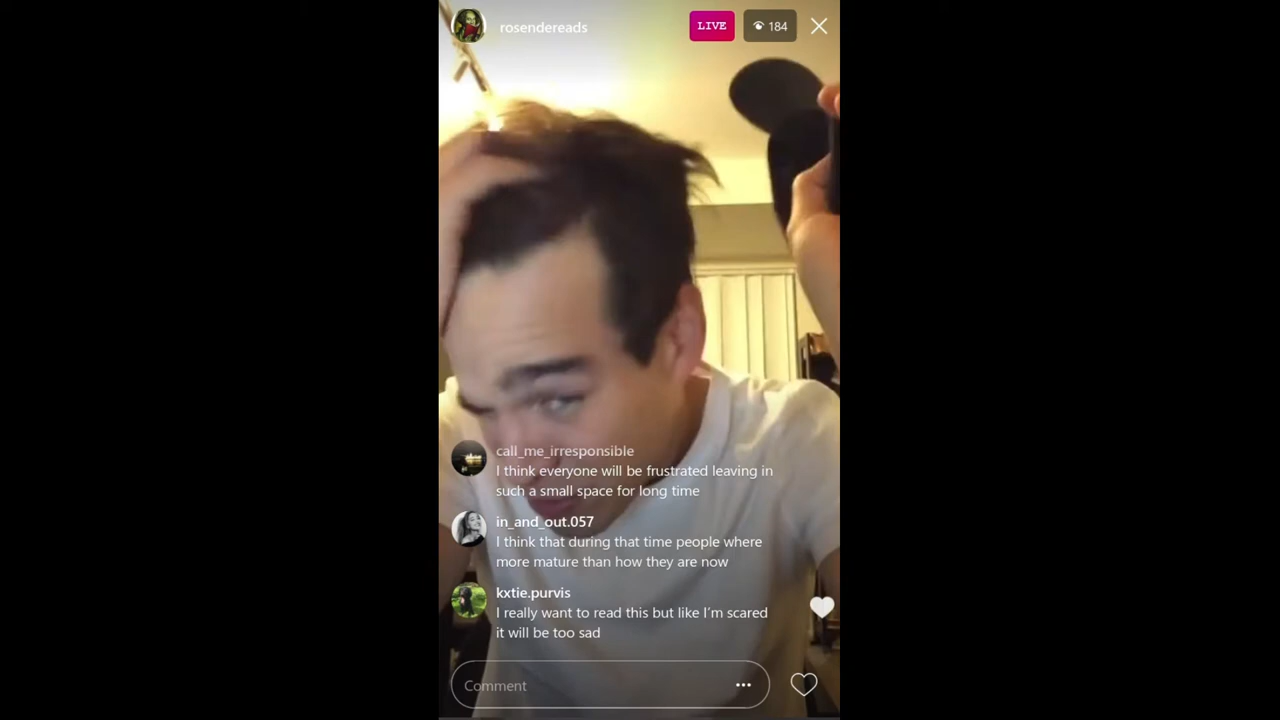 rosendereads
LIVE
184
call_me_irresponsible
I think everyone will be frustrated leaving in
such a small space for long time
in_and_out.057
I think that during that time people where
more mature than how they are now
kxtie.purvis
I really want to read this but like I'm scared
it will be too sad
Comment